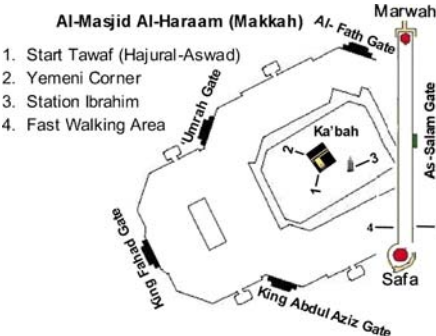 Al-Masjid Al-Haraam (Makkah)
1. Start Tawaf (Hajural-Aswad)
2. Yemeni Corner
3. Station Ibrahim
4. Fast Walking Area
Al- Fath Gate
Marwah
'Umrah Gate
As-Salam Gate
Ka'bah
2
3
1
4
King Fahad Gate
King Abdul Aziz Gate
Safa